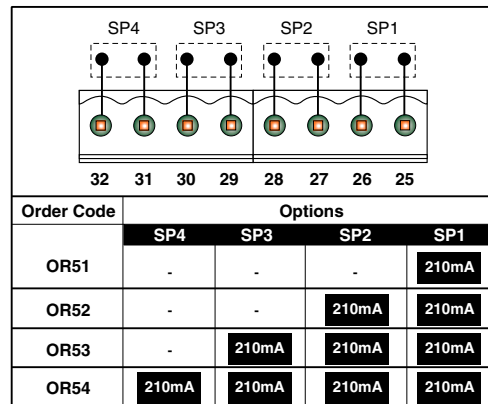 SP4 SP3 SP2 SP1
32 31 30 29 28 27 26 25
Order Code Options
SP4 SP3 SP2 SP1
OR51 - - - 210mA
OR52 - - 210mA 210mA
OR53 - 210mA 210mA 210mA
OR54 210mA 210mA 210mA 210mA